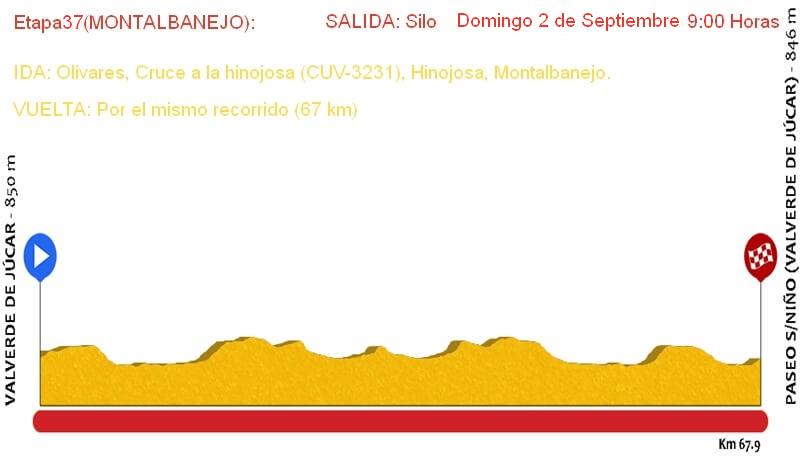 Etapa37(MONTALBANEJO): SALIDA: Silo Domingo 2 de Septiembre 9:00 Horas
IDA: Olivares, Cruce a la hinojosa (CUV-3231), Hinojosa, Montalbanejo.
VUELTA: Por el mismo recorrido (67 km)
VALVERDE DE JÚCAR - 850 m
PASEO S/NIÑO (VALVERDE DE JÚCAR) - 846 m
Km 67.9